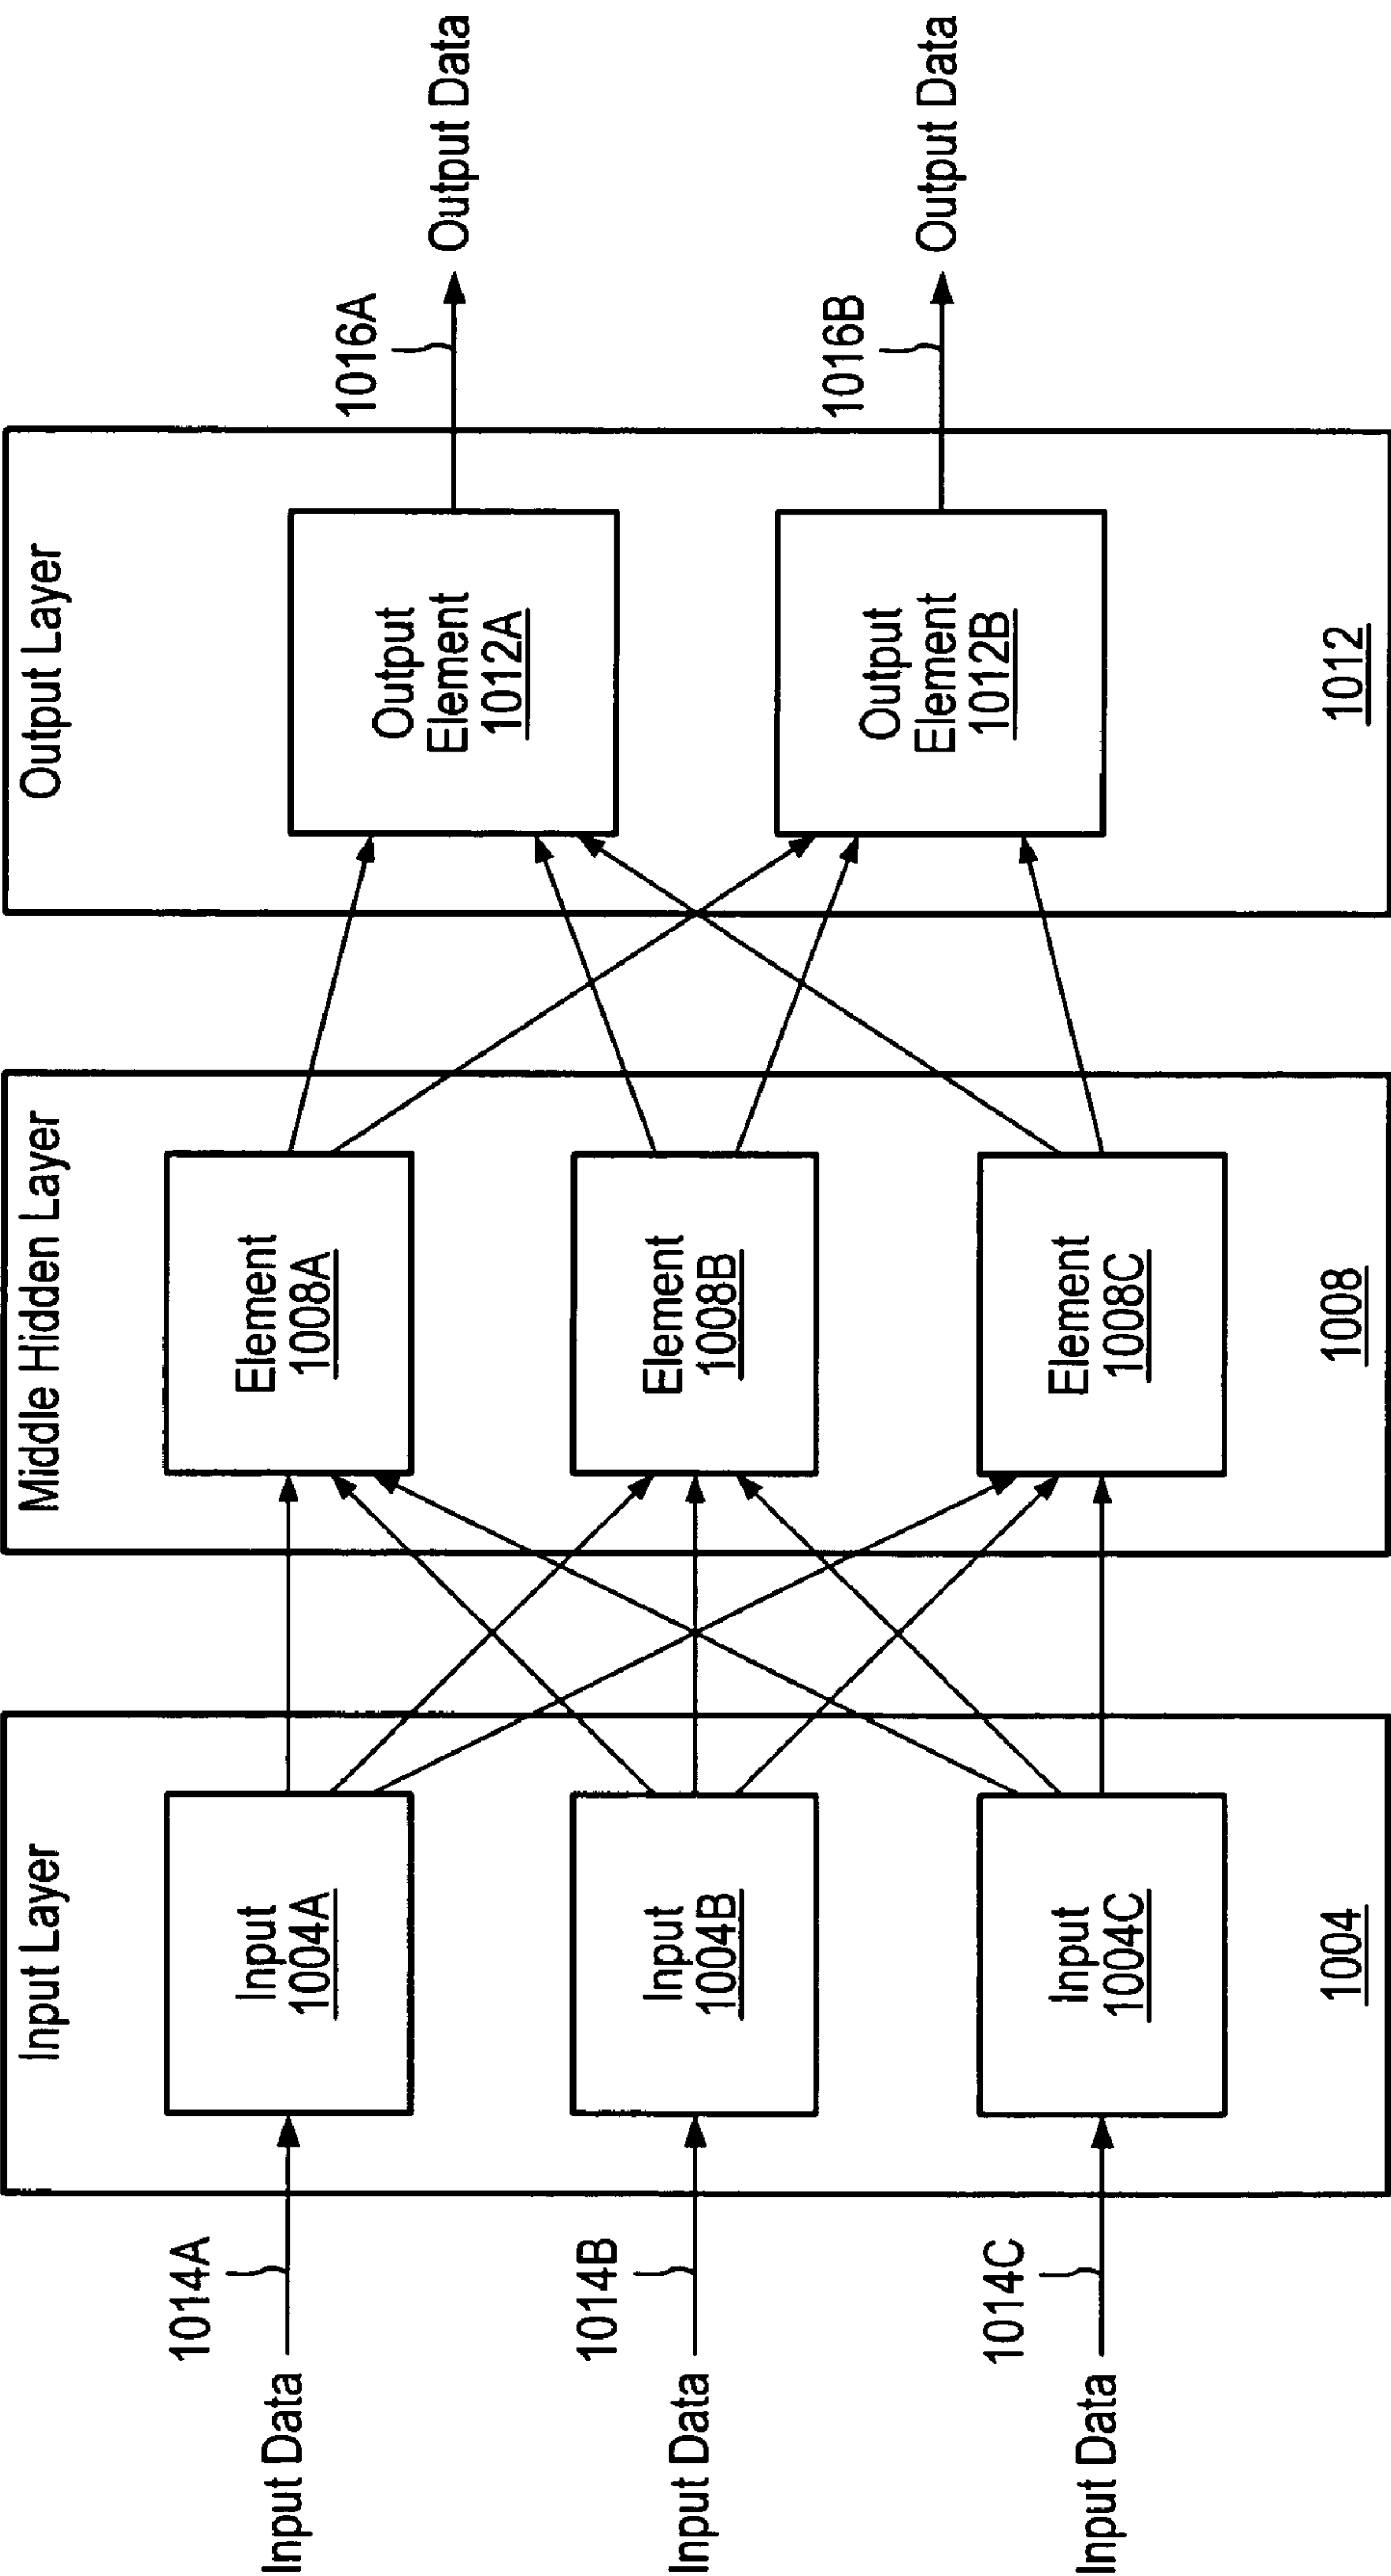 Input Layer
Middle Hidden Layer
Output Layer
Input Data
1014A
Input
1004A
Element
1008A
Output
Element
1012A
1016A
Output Data
Input Data
1014B
Input
1004B
Element
1008B
Output
Element
1012B
1016B
Output Data
Input Data
1014C
Input
1004C
Element
1008C
1004
1008
1012